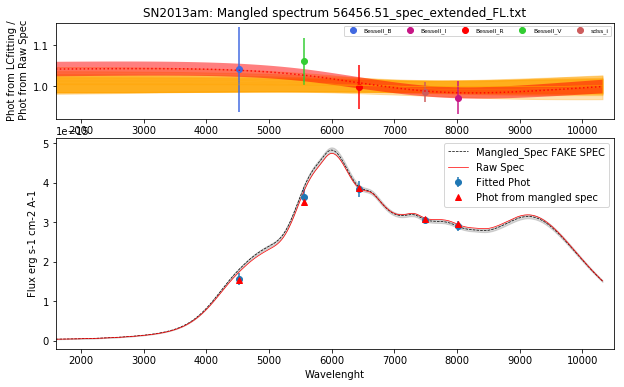 SN2013am: Mangled spectrum 56456.51_spec_extended_FL.txt
Phot from LCfitting /
Phot from Raw Spec
1.1
1.0
Bessell_B
Bessell_I
Bessell_R
Bessell_V
sdss_i
2000 3000 4000 5000 6000 7000 8000 9000 10000
1e−15
Flux erg s-1 cm-2 A-1
5
4
3
2
1
0
Mangled_Spec FAKE SPEC
Raw Spec
Fitted Phot
Phot from mangled spec
2000 3000 4000 5000 6000 7000 8000 9000 10000
Wavelenght